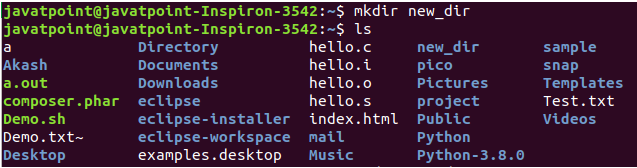 javatpoint@javatpoint-Inspiron-3542:~$ mkdir new_dir
javatpoint@javatpoint-Inspiron-3542:~$ ls
a Directory hello.c new_dir sample
Akash Documents hello.i pico snap
a.out Downloads hello.o Pictures Templates
composer.phar eclipse hello.s project Test.txt
Demo.sh eclipse-installer index.html Public Videos
Demo.txt~ eclipse-workspace mail Python
Desktop examples.desktop Music Python-3.8.0